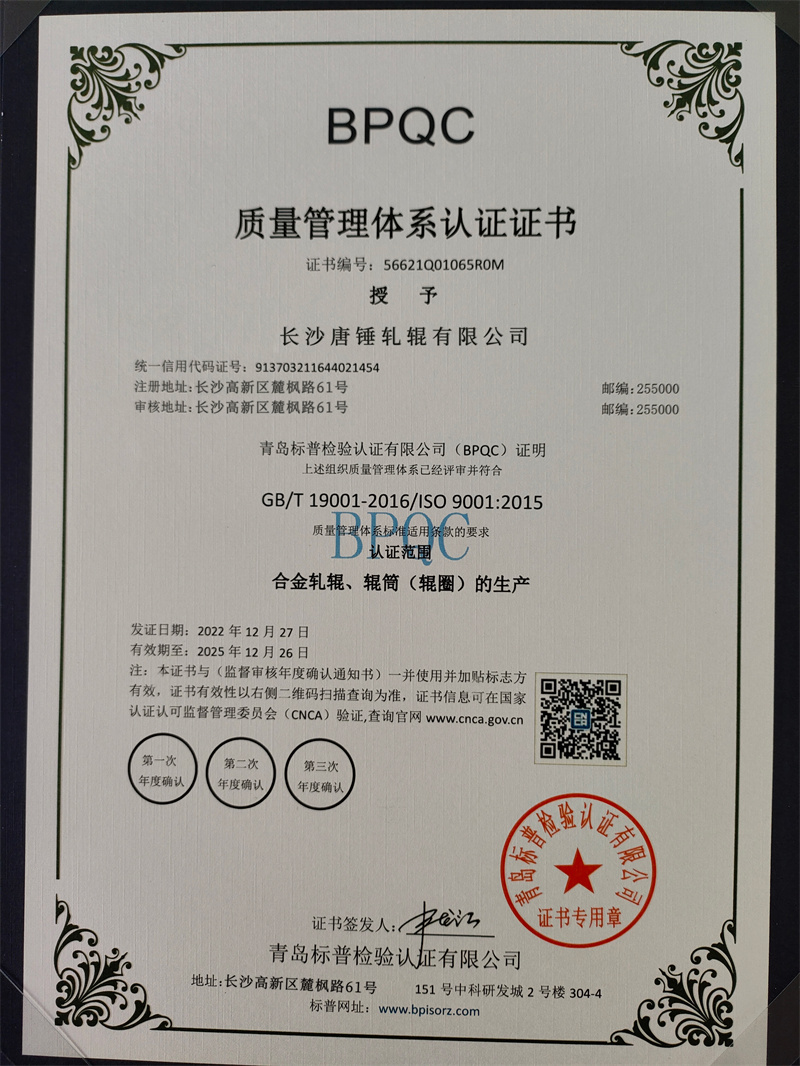 BPQC
质量管理体系认证证书
证书编号：56621Q01065R0M
授 予
长沙唐锤轧辊有限公司
统一信用代码证号：913703211644021454
注册地址:长沙高新区麓枫路61号 邮编:255000
审核地址:长沙高新区麓枫路61号 邮编:255000
青岛标普检验认证有限公司（BPQC）证明
上述组织质量管理体系已经评审并符合
GB/T 19001-2016/ISO 9001:2015
BPQC
质量管理体系标准适用条款的要求
认证范围
合金轧辊、辊筒（辊圈）的生产
发证日期：2022 年 12 月 27 日
有效期至：2025 年 12 月 26 日
注：本证书与（监督审核年度确认通知书）一并使用并加贴标志方
有效，证书有效性以右侧二维码扫描查询为准，证书信息可在国家
认证认可监督管理委员会（CNCA）验证,查询官网 www.cnca.gov.cn
第一次
年度确认
第二次
年度确认
第三次
年度确认
青岛标普检验认证有限公司
证书专用章
证书签发人:
青岛标普检验认证有限公司
地址:长沙高新区麓枫路61号 151 号中科研发城 2 号楼 304-4
标普网址： www.bpisorz.com